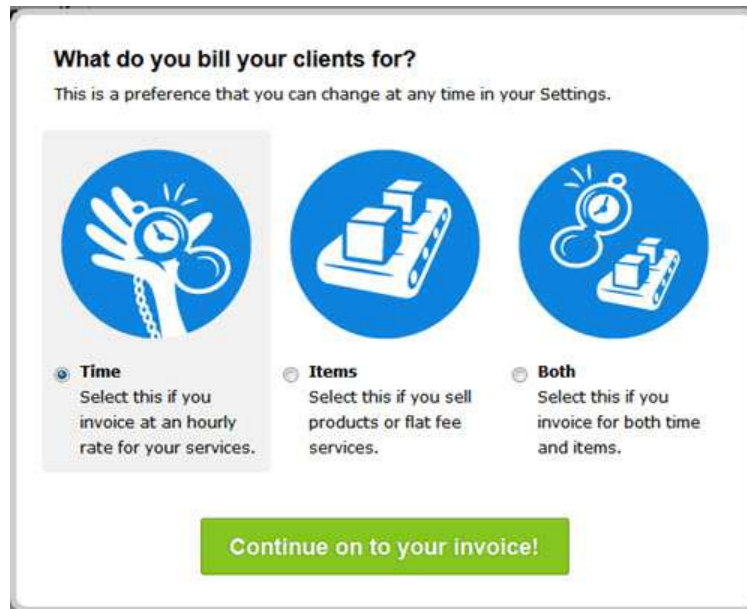 What do you bill your clients for?
This is a preference that you can change at any time in your Settings.
Time
Select this if you
invoice at an hourly
rate for your services.
Items
Select this if you sell
products or flat fee
services.
Both
Select this if you
invoice for both time
and items.
Continue on to your invoice!